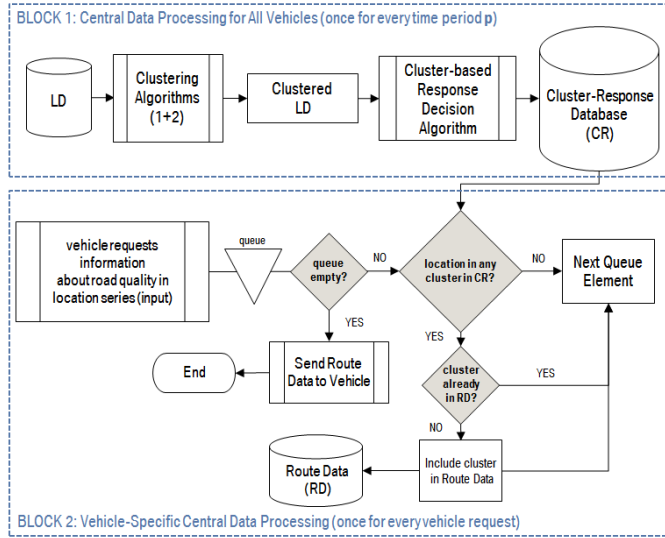 BLOCK 1: Central Data Processing for All Vehicles (once for every time period p)
LD
Clustering
Algorithms
(1+2)
Clustered
LD
Cluster-based
Response
Decision
Algorithm
Cluster-Response
Database
(CR)
vehicle requests
information
about road quality in
location series (input)
queue
queue
empty?
NO
location in any
cluster in CR?
NO
Next Queue
Element
YES
YES
End
Send Route
Data to Vehicle
cluster
already
in RD?
YES
NO
Route Data
(RD)
Include cluster
in Route Data
BLOCK 2: Vehicle-Specific Central Data Processing (once for every vehicle request)